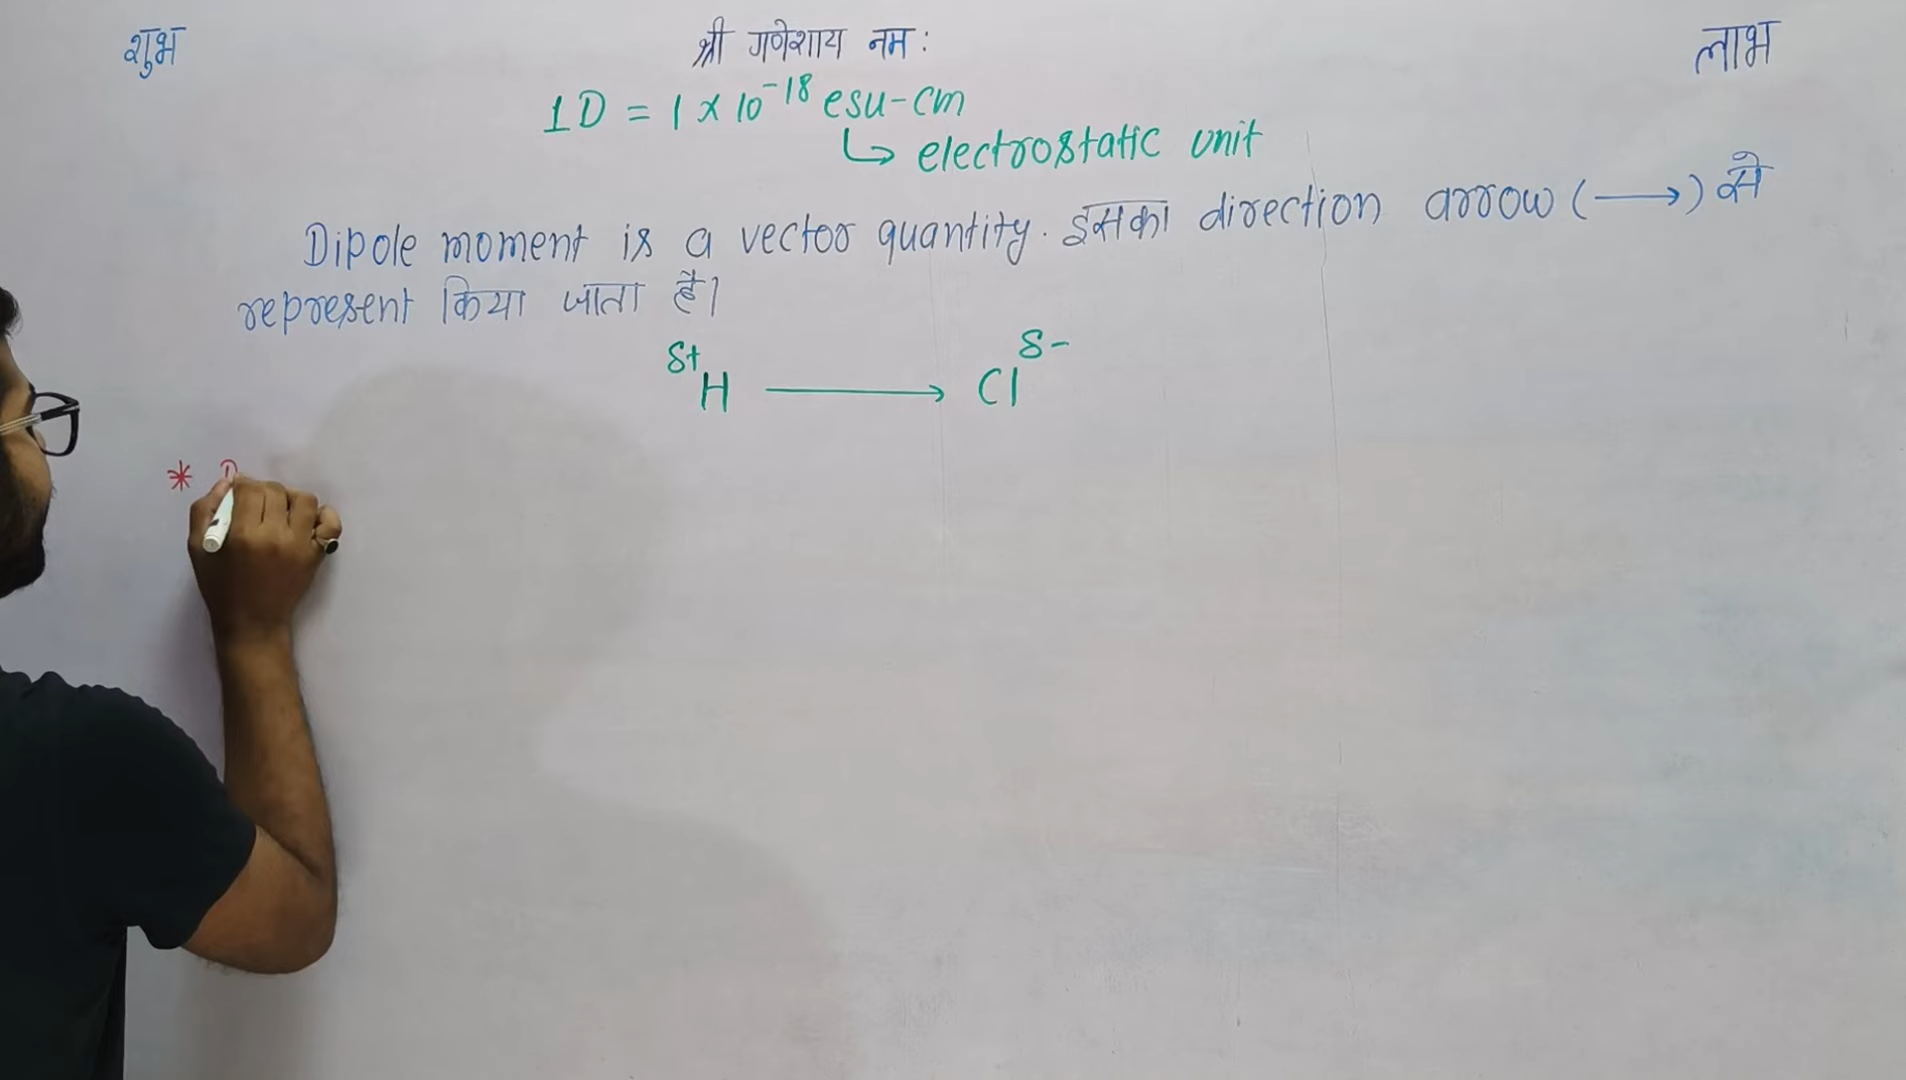 शुभ श्री गणेशाय नम: लाभ
1D = 1 × 10⁻¹⁸ esu-cm
↳ electrostatic unit
Dipole moment is a vector quantity. इसका direction arrow (⟶) से
represent किया जाता है।
δ+H ⟶ Clδ-
* D